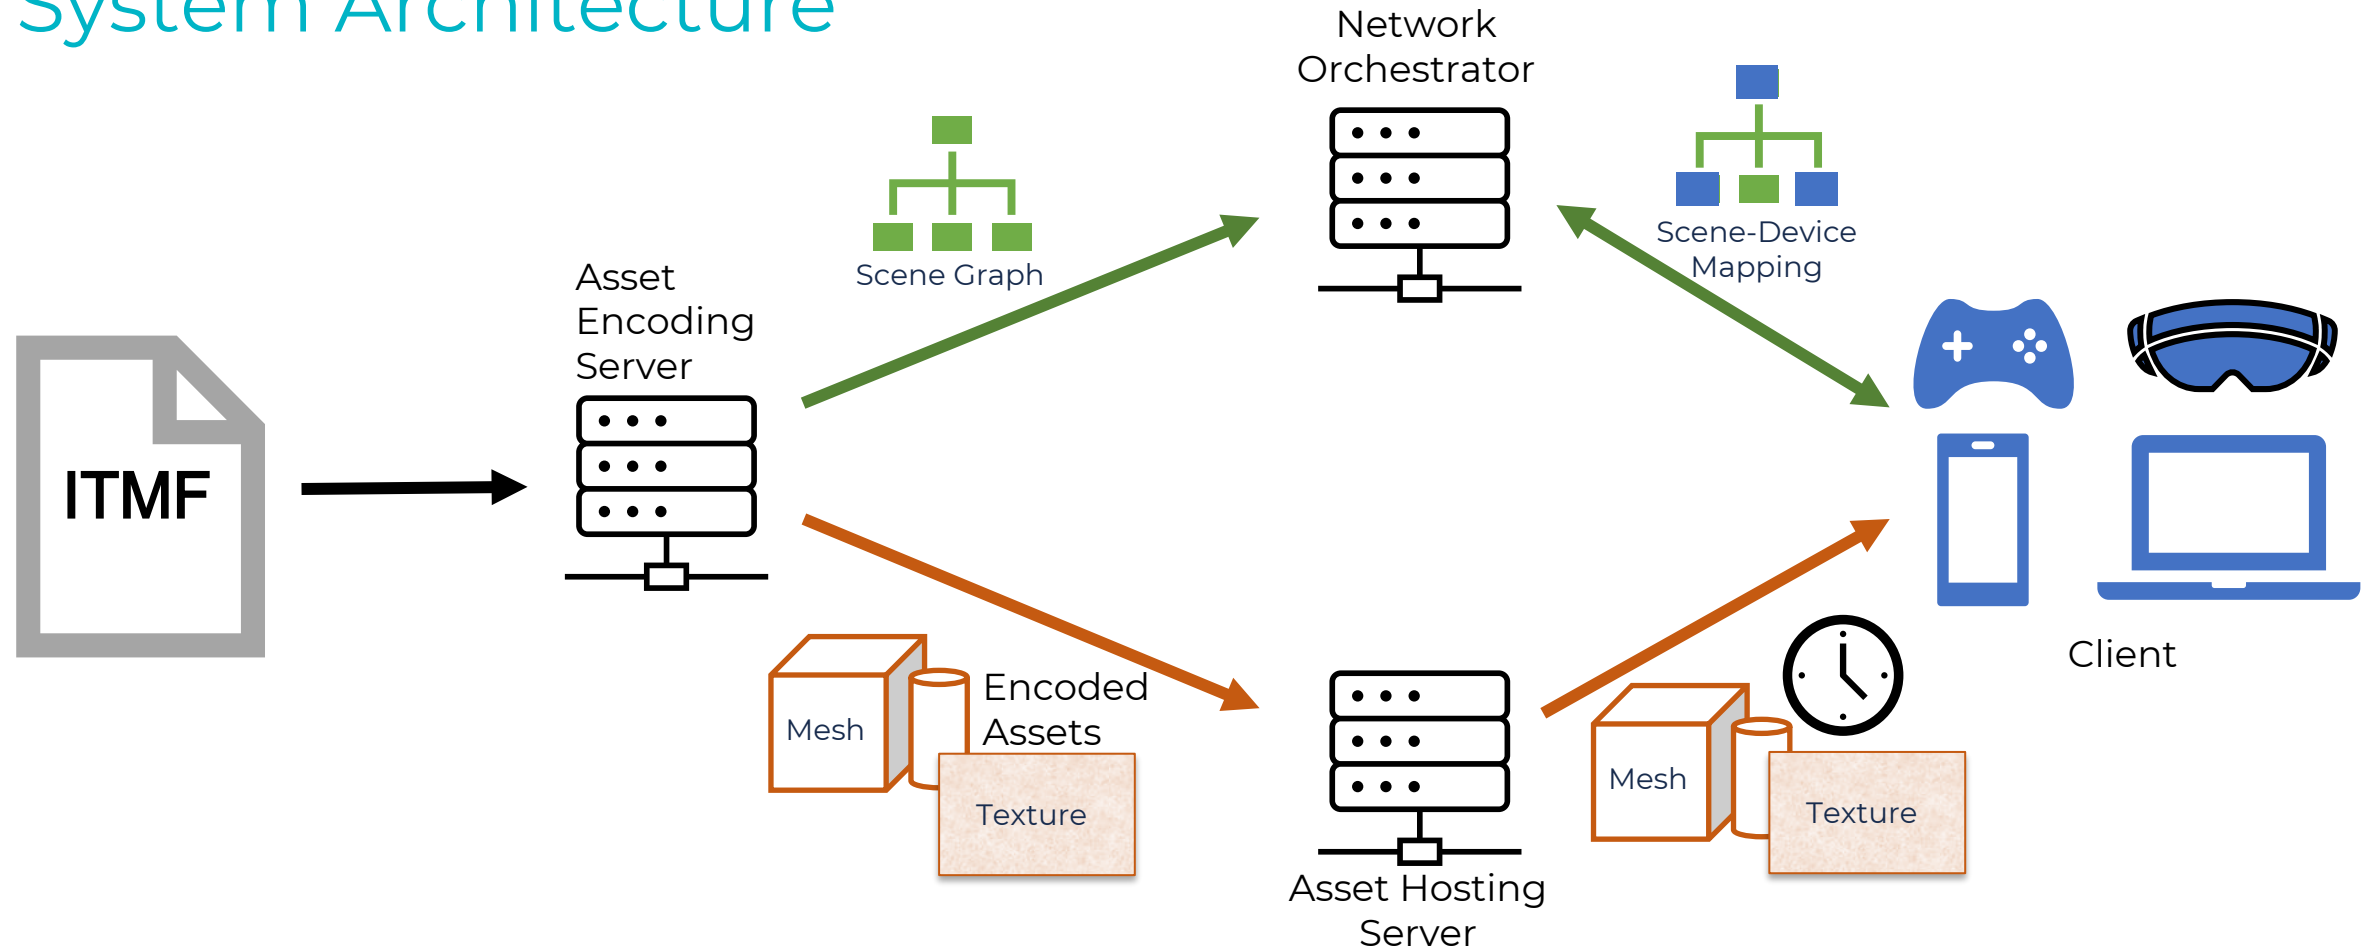 System Architecture
Network
Orchestrator
Scene Graph
Scene-Device
Mapping
Asset
Encoding
Server
ITMF
Client
Encoded
Assets
Mesh
Texture
Mesh
Texture
Asset Hosting
Server